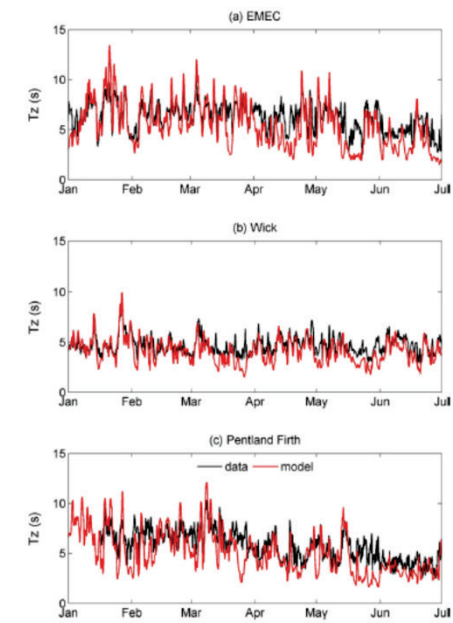 (a) EMEC
15
10
5
0
Tz (s)
Jan Feb Mar Apr May Jun Jul
(b) Wick
15
10
5
0
Tz (s)
Jan Feb Mar Apr May Jun Jul
(c) Pentland Firth
data model
15
10
5
0
Tz (s)
Jan Feb Mar Apr May Jun Jul